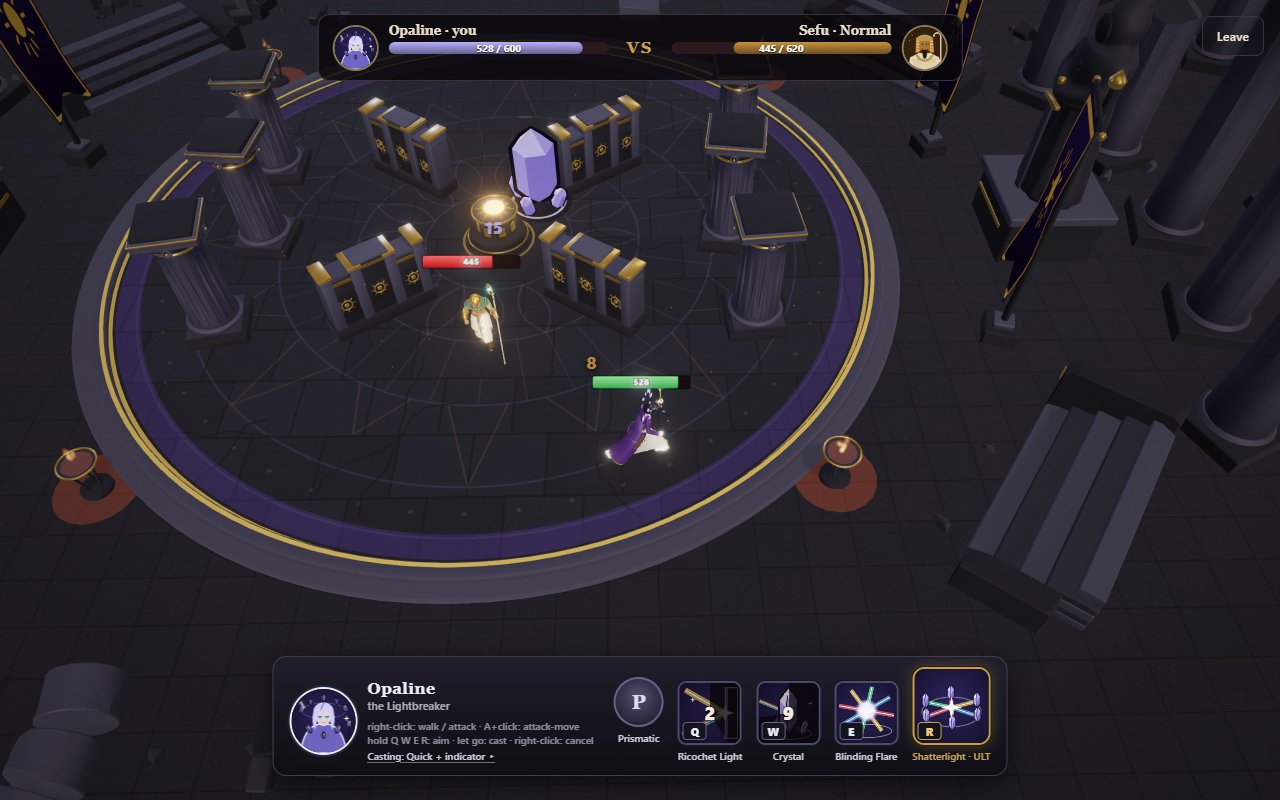 Opaline · you
528 / 600
VS
Sefu · Normal
445 / 620
Leave
15
445
8
528
Opaline
the Lightbreaker
right-click: walk / attack · A+click: attack-move
hold Q W E R: aim · let go: cast · right-click: cancel
Casting: Quick + indicator ▸
P
Prismatic
2
Q
Ricochet Light
9
W
Crystal
E
Blinding Flare
R
Shatterlight · ULT